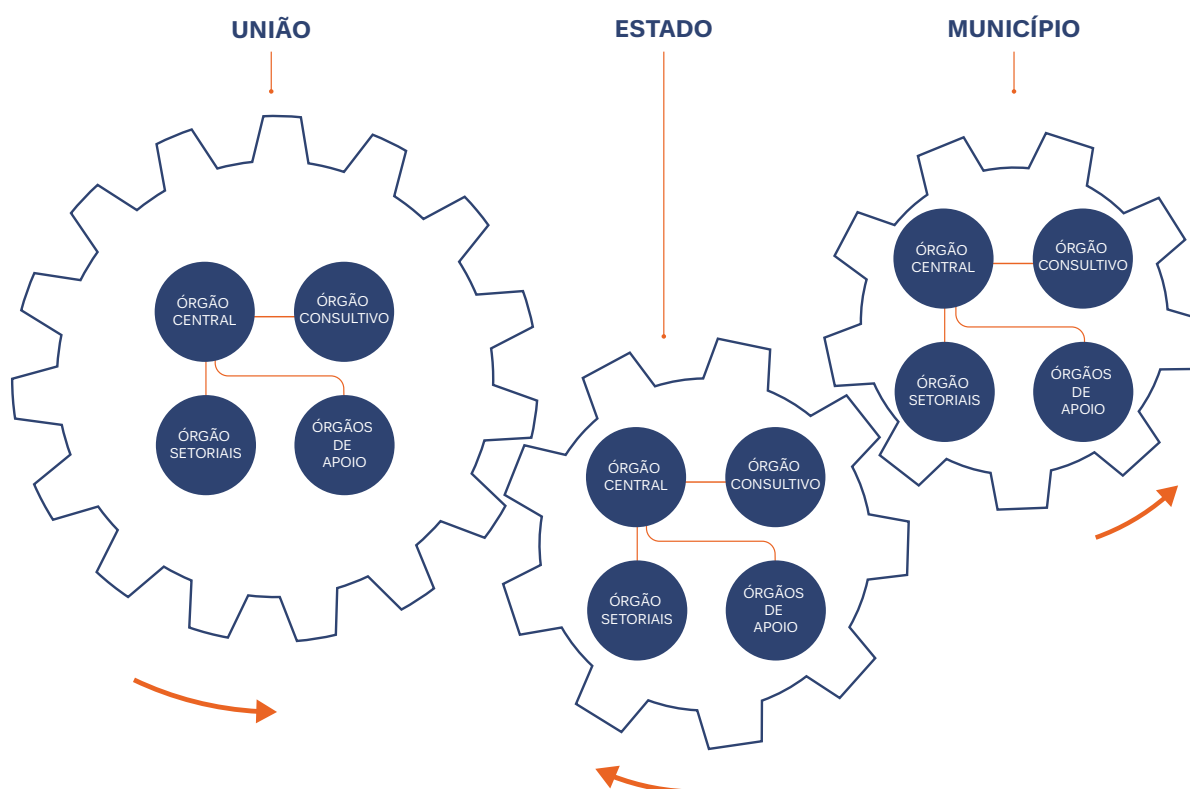 UNIÃO
ESTADO
MUNICÍPIO
ÓRGÃO
CENTRAL
ÓRGÃO
CONSULTIVO
ÓRGÃO
SETORIAIS
ÓRGÃOS
DE
APOIO
ÓRGÃO
CENTRAL
ÓRGÃO
CONSULTIVO
ÓRGÃO
SETORIAIS
ÓRGÃOS
DE
APOIO
ÓRGÃO
CENTRAL
ÓRGÃO
CONSULTIVO
ÓRGÃO
SETORIAIS
ÓRGÃOS
DE
APOIO